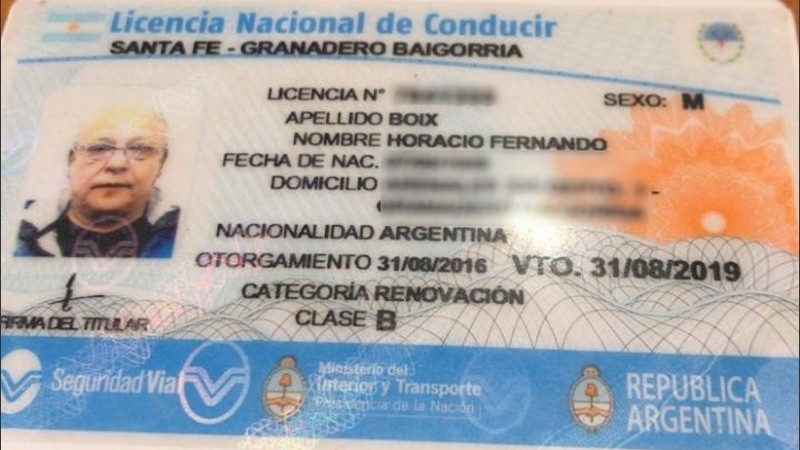 Licencia Nacional de Conducir
SANTA FE - GRANADERO BAIGORRIA
LICENCIA N°
SEXO: M
APELLIDO BOIX
NOMBRE HORACIO FERNANDO
FECHA DE NAC.
DOMICILIO
NACIONALIDAD ARGENTINA
OTORGAMIENTO 31/08/2016 VTO. 31/08/2019
CATEGORÍA RENOVACIÓN
CLASE B
FIRMA DEL TITULAR
Seguridad Vial
Ministerio del
Interior y Transporte
Presidencia de la Nación
REPUBLICA
ARGENTINA